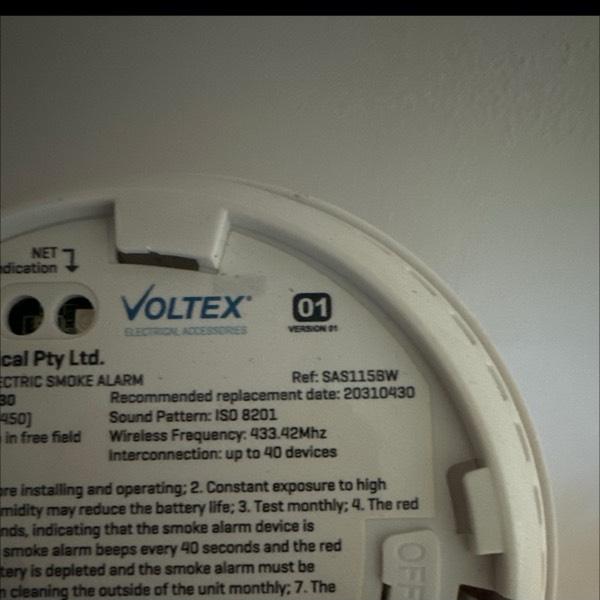 NET
dication
VOLTEX®
ELECTRICAL ACCESSORIES
01
VERSION 01
cal Pty Ltd.
ECTRIC SMOKE ALARM
Ref: SAS115BW
30
Recommended replacement date: 20310430
450]
Sound Pattern: ISO 8201
in free field
Wireless Frequency: 433.42Mhz
Interconnection: up to 40 devices
ore installing and operating; 2. Constant exposure to high
midity may reduce the battery life; 3. Test monthly; 4. The red
nds, indicating that the smoke alarm device is
smoke alarm beeps every 40 seconds and the red
tery is depleted and the smoke alarm must be
n cleaning the outside of the unit monthly; 7. The
OFF